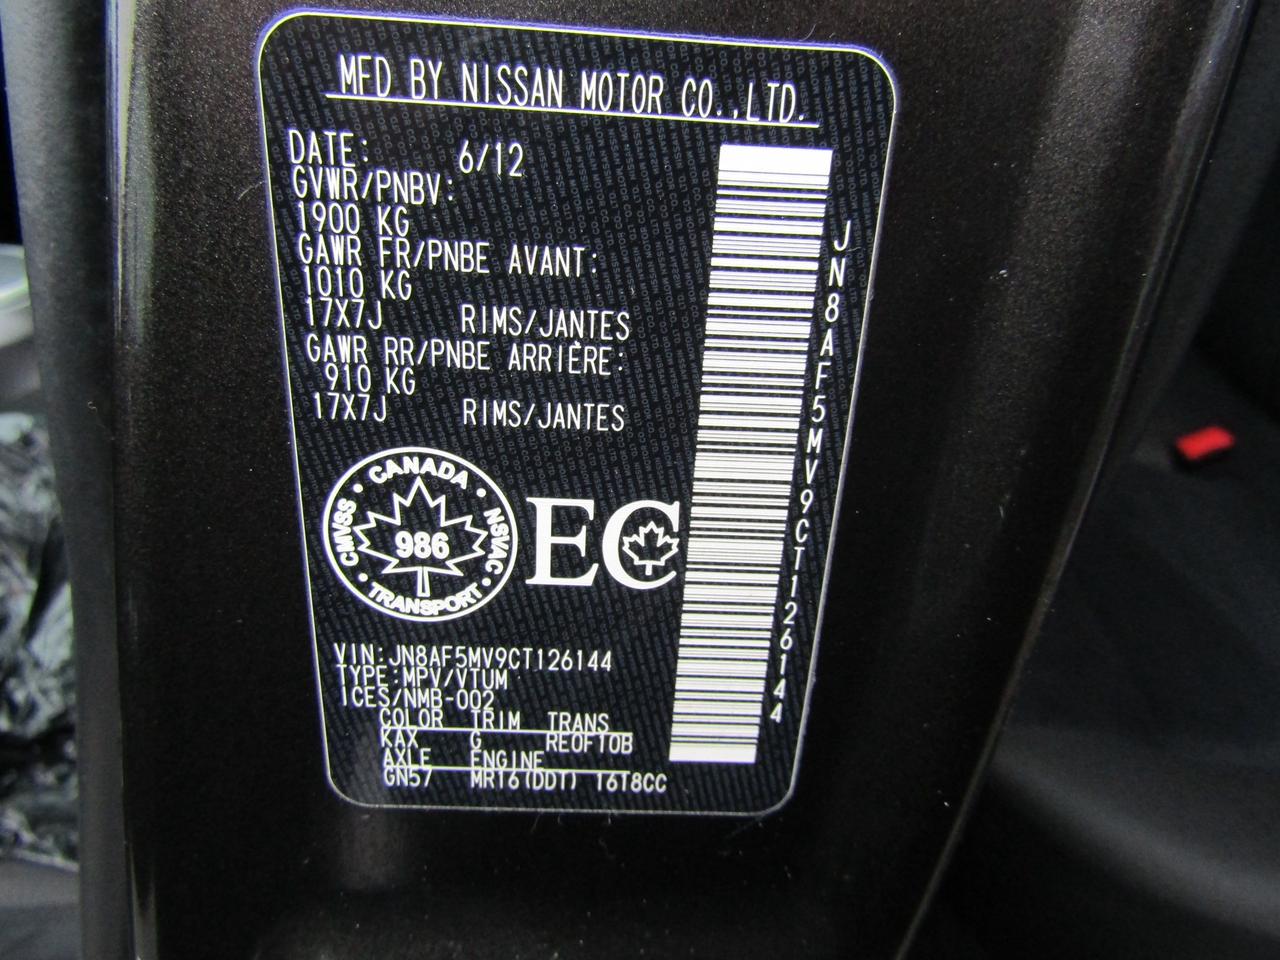 MFD BY NISSAN MOTOR CO.,LTD.
DATE: 6/12
GVWR/PNBV:
1900 KG
GAWR FR/PNBE AVANT:
1010 KG
17X7J RIMS/JANTES
GAWR RR/PNBE ARRIÈRE:
910 KG
17X7J RIMS/JANTES
CANADA
CMVSS 986 NSVAC
TRANSPORT
EC
VIN:JN8AF5MV9CT126144
TYPE:MPV/VTUM
ICES/NMB-002
COLOR TRIM TRANS
KAX G RE0F10B
AXLE ENGINE
GN57 MR16(DDT) 1618CC
JN8AF5MV9CT126144